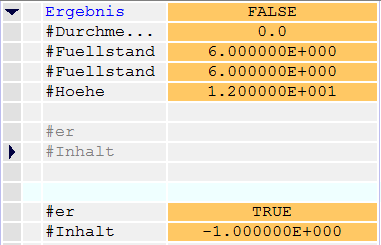 Ergebnis FALSE
#Durchme... 0.0
#Fuellstand 6.000000E+000
#Fuellstand 6.000000E+000
#Hoehe 1.200000E+001
#er
#Inhalt
#er TRUE
#Inhalt -1.000000E+000